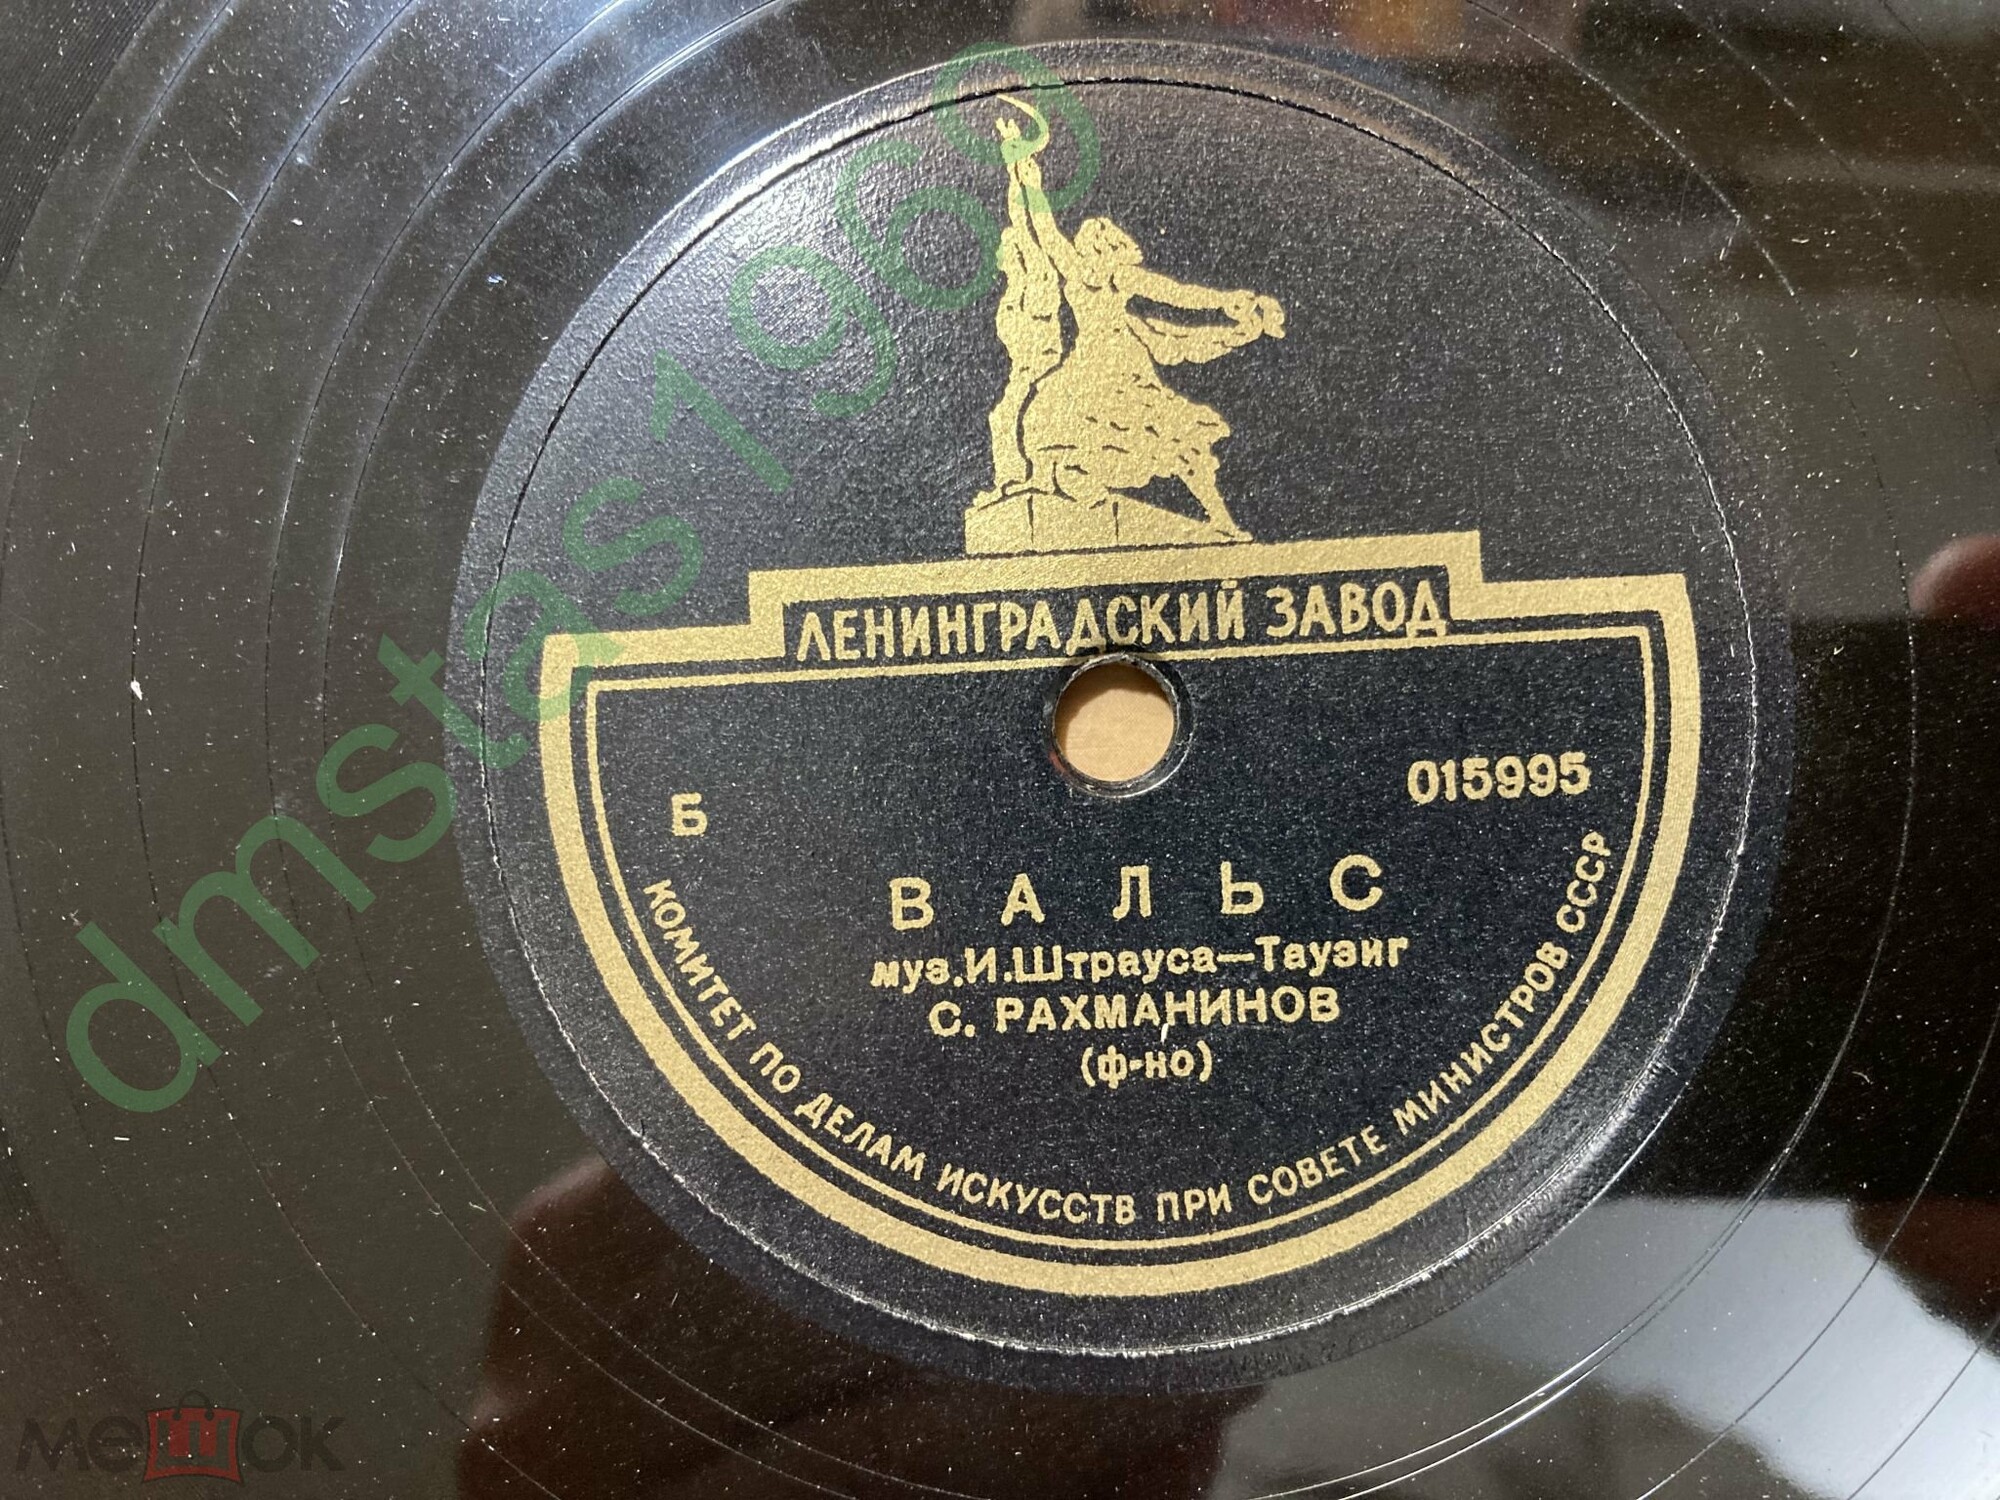 ЛЕНИНГРАДСКИЙ ЗАВОД
Б
015995
ВАЛЬС
муз.И.Штрауса—Таузиг
С. РАХМАНИНОВ
(ф-но)
КОМИТЕТ ПО ДЕЛАМ ИСКУССТВ ПРИ СОВЕТЕ МИНИСТРОВ СССР
dmstas1969
мешок